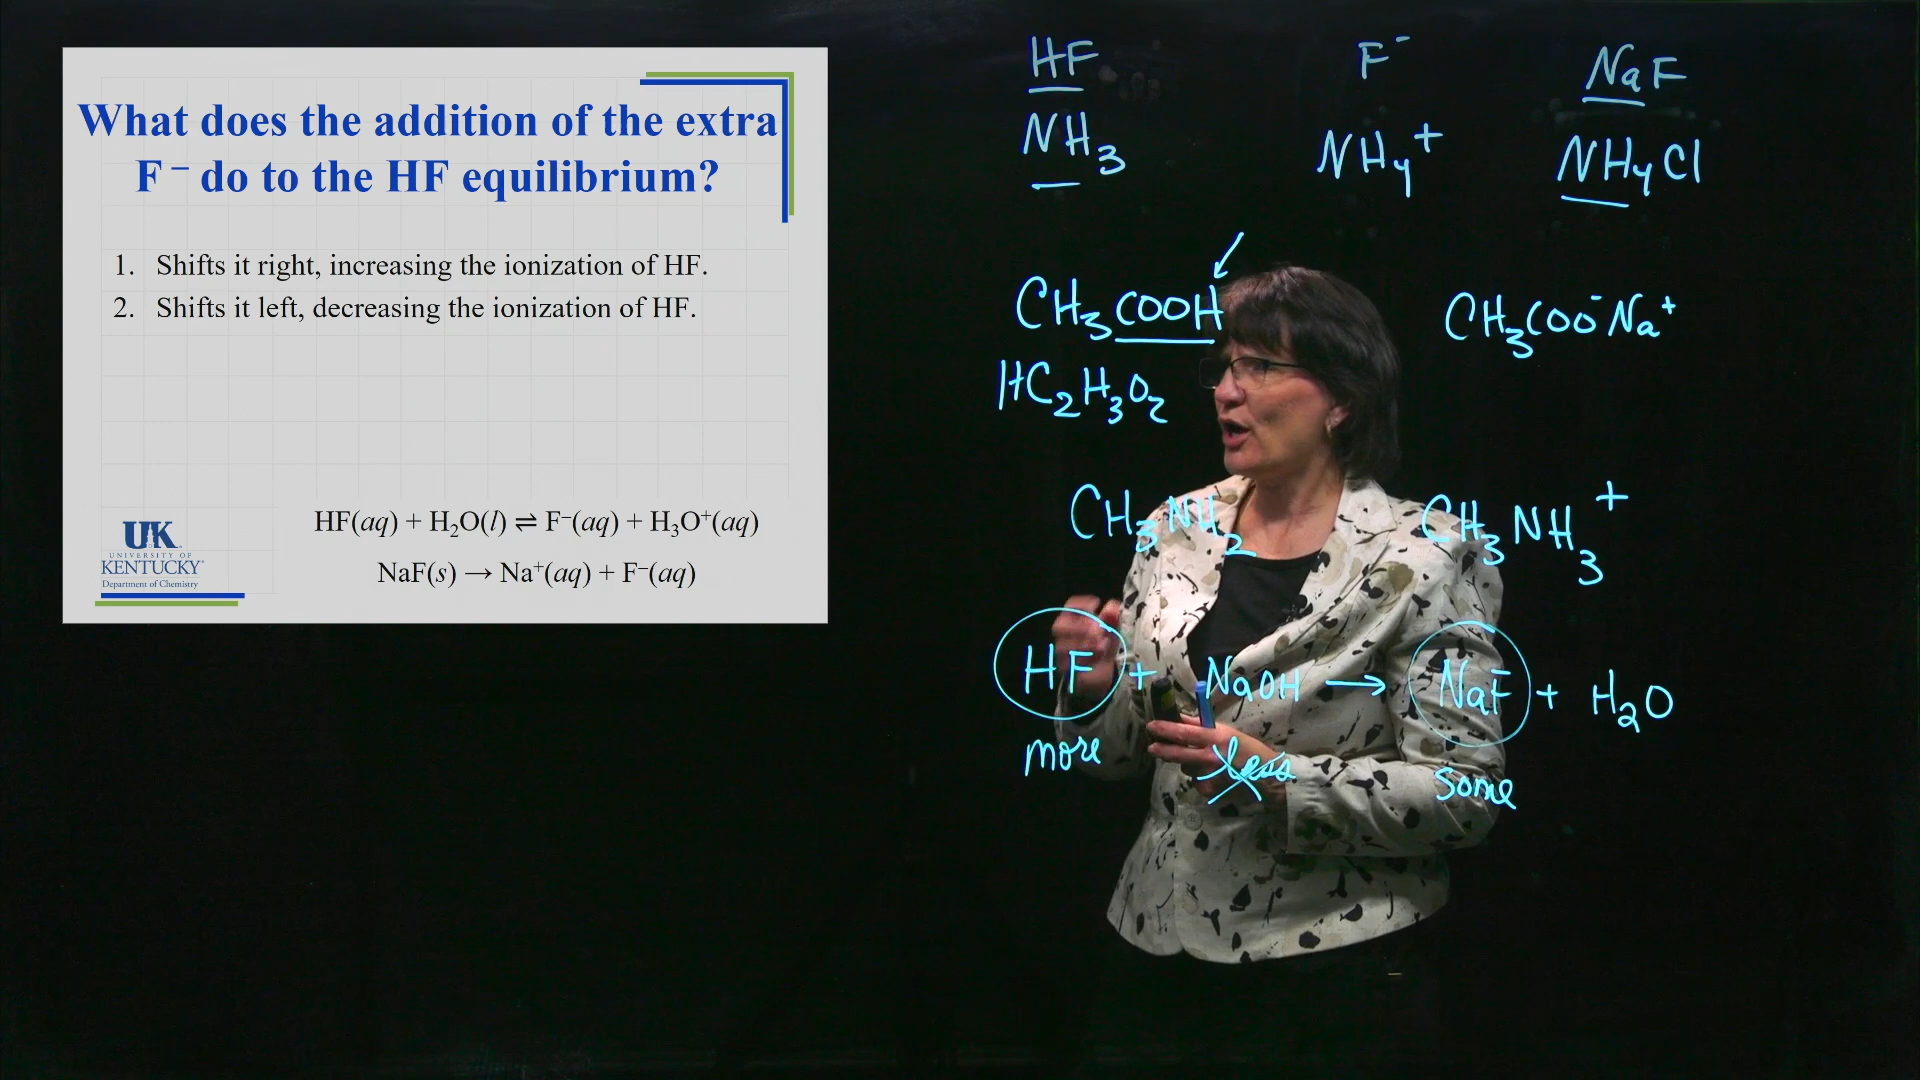 What does the addition of the extra
F⁻ do to the HF equilibrium?
1. Shifts it right, increasing the ionization of HF.
2. Shifts it left, decreasing the ionization of HF.
HF(aq) + H₂O(l) ⇌ F⁻(aq) + H₃O⁺(aq)
NaF(s) → Na⁺(aq) + F⁻(aq)
UK
UNIVERSITY OF
KENTUCKY
Department of Chemistry
HF F⁻ NaF
NH₃ NH₄⁺ NH₄Cl
CH₃COOH CH₃COO⁻Na⁺
HC₂H₃O₂
CH₃NH₂ CH₃NH₃⁺
HF + NaOH → NaF + H₂O
more less some